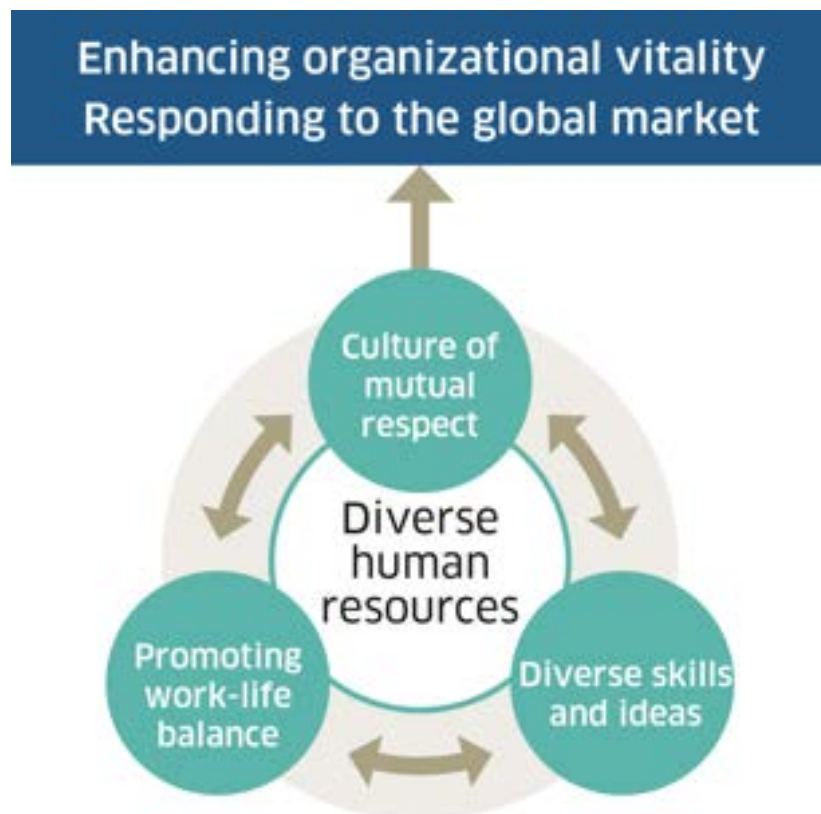 Enhancing organizational vitality
Responding to the global market
Culture of
mutual
respect
Diverse
human
resources
Promoting
work-life
balance
Diverse skills
and ideas